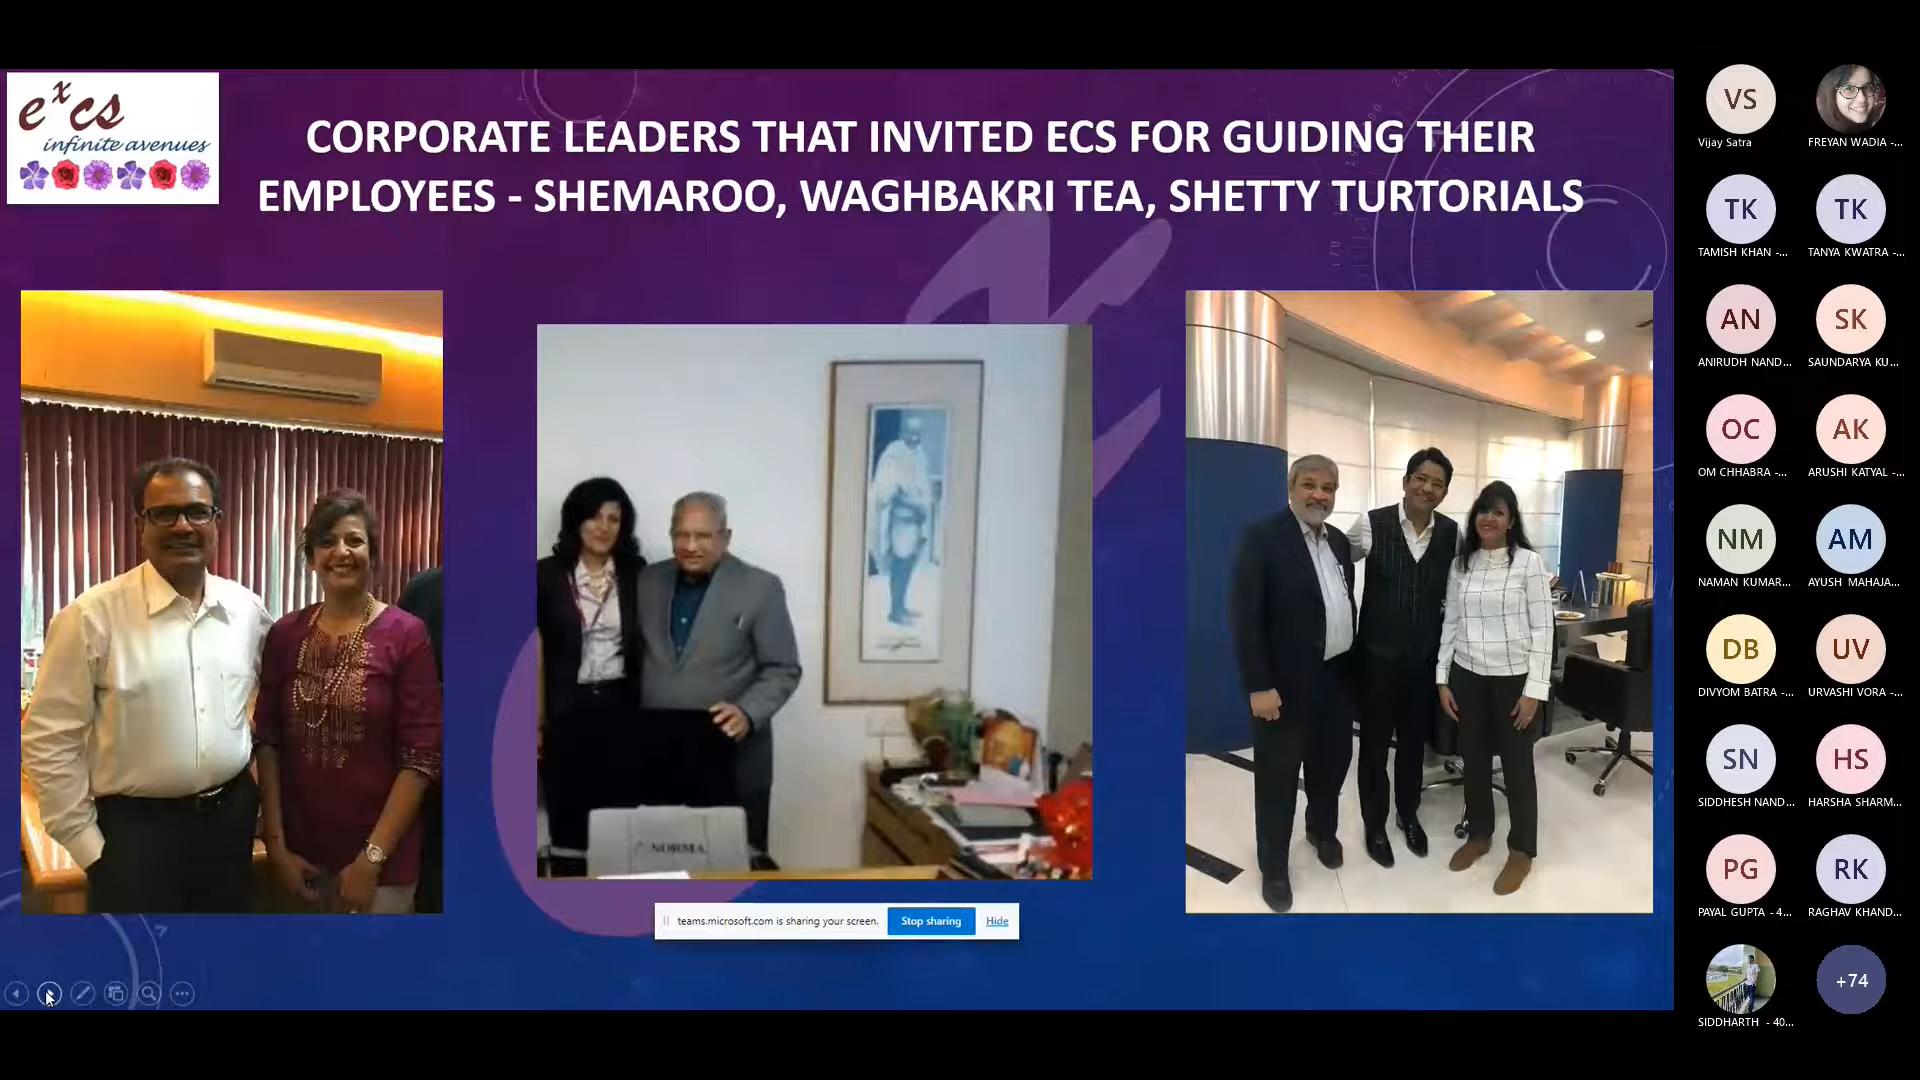 excs
infinite avenues
CORPORATE LEADERS THAT INVITED ECS FOR GUIDING THEIR
EMPLOYEES - SHEMAROO, WAGHBAKRI TEA, SHETTY TURTORIALS
NORMA
teams.microsoft.com is sharing your screen. Stop sharing Hide
VS
Vijay Satra
FREYAN WADIA -...
TK TK
TAMISH KHAN -... TANYA KWATRA -...
AN SK
ANIRUDH NAND... SAUNDARYA KU...
OC AK
OM CHHABRA -... ARUSHI KATYAL -...
NM AM
NAMAN KUMAR... AYUSH MAHAJA...
DB UV
DIVYOM BATRA -... URVASHI VORA -...
SN HS
SIDDHESH NAND... HARSHA SHARM...
PG RK
PAYAL GUPTA - 4... RAGHAV KHAND...
+74
SIDDHARTH - 40...